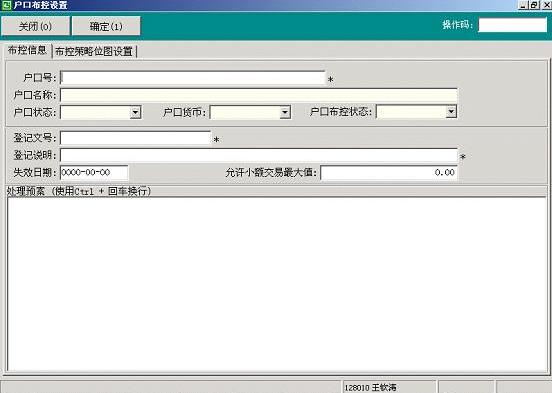 户口布控设置
关闭(0) 确定(1) 操作码:
布控信息 布控策略位图设置
户口号: *
户口名称:
户口状态: 户口货币: 户口布控状态:
登记文号: *
登记说明: *
失效日期: 0000-00-00 允许小额交易最大值: 0.00
处理预案 (使用Ctrl + 回车换行)
128010 王钦涛